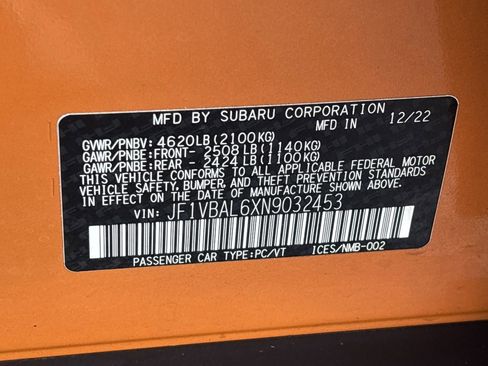 MFD BY SUBARU CORPORATION
MFD IN 12/22
GVWR/PNBV: 4620LB(2100KG)
GAWR/PNBE:FRONT- 2508LB(1140KG)
GAWR/PNBE:REAR - 2424LB(1100KG)
THIS VEHICLE CONFORMS TO ALL APPLICABLE FEDERAL MOTOR
VEHICLE SAFETY, BUMPER, AND THEFT PREVENTION STANDARDS
IN EFFECT ON THE DATE OF MANUFACTURE SHOWN ABOVE.
VIN: JF1VBAL6XN9032453
PASSENGER CAR TYPE:PC/VT ICES/NMB-002